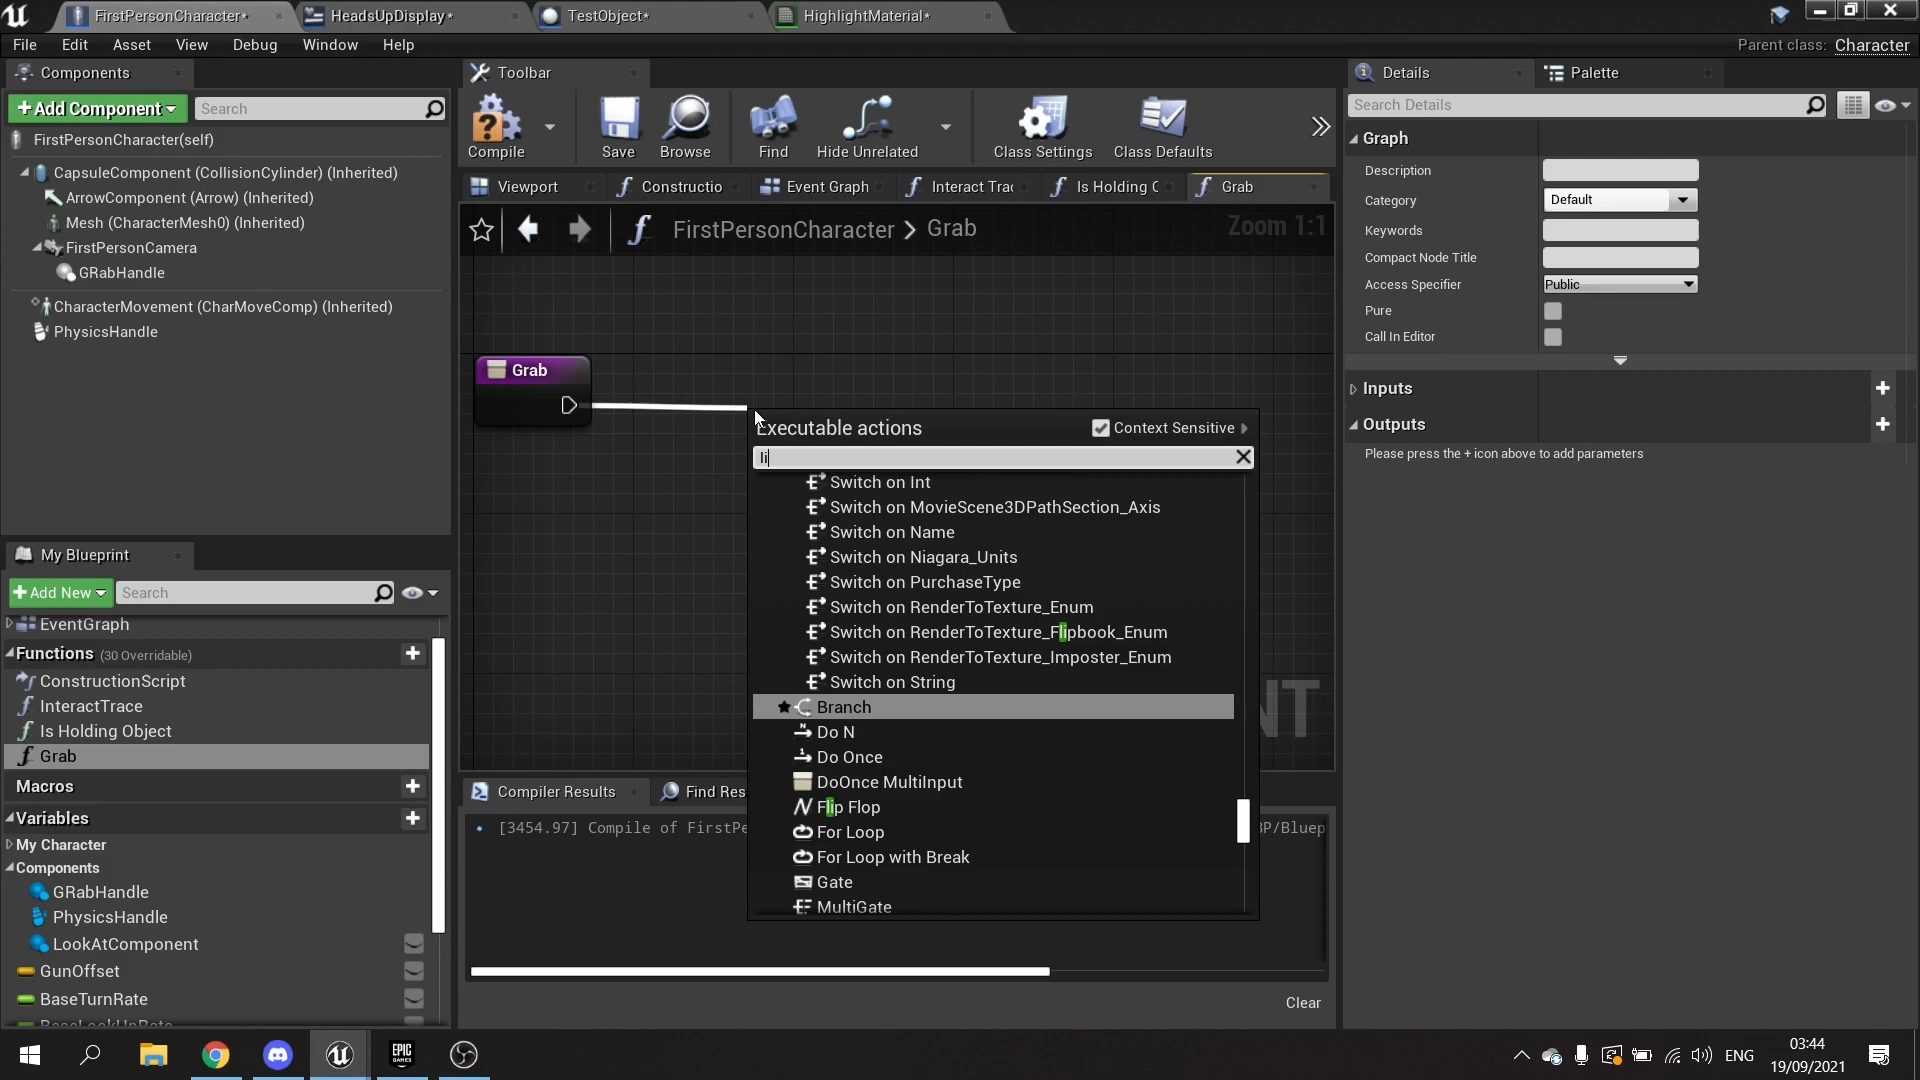 FirstPersonCharacter*
HeadsUpDisplay*
TestObject*
HighlightMaterial*
File Edit Asset View Debug Window Help
Parent class: Character
Components
+Add Component
Search
FirstPersonCharacter(self)
CapsuleComponent (CollisionCylinder) (Inherited)
ArrowComponent (Arrow) (Inherited)
Mesh (CharacterMesh0) (Inherited)
FirstPersonCamera
GRabHandle
CharacterMovement (CharMoveComp) (Inherited)
PhysicsHandle
My Blueprint
+Add New
Search
EventGraph
Functions (30 Overridable)
ConstructionScript
InteractTrace
Is Holding Object
Grab
Macros
Variables
My Character
Components
GRabHandle
PhysicsHandle
LookAtComponent
GunOffset
BaseTurnRate
BaseLookUpRate
Toolbar
Compile
Save
Browse
Find
Hide Unrelated
Class Settings
Class Defaults
Viewport
Constructio
Event Graph
Interact Trac
Is Holding C
Grab
FirstPersonCharacter > Grab
Zoom 1:1
Grab
NT
Executable actions
Context Sensitive
li
Switch on Int
Switch on MovieScene3DPathSection_Axis
Switch on Name
Switch on Niagara_Units
Switch on PurchaseType
Switch on RenderToTexture_Enum
Switch on RenderToTexture_Flipbook_Enum
Switch on RenderToTexture_Imposter_Enum
Switch on String
Branch
Do N
Do Once
DoOnce MultiInput
Flip Flop
For Loop
For Loop with Break
Gate
MultiGate
Compiler Results
Find Res
[3454.97] Compile of FirstPe
BP/Bluep
Clear
Details
Palette
Search Details
Graph
Description
Category
Default
Keywords
Compact Node Title
Access Specifier
Public
Pure
Call In Editor
Inputs
Outputs
Please press the + icon above to add parameters
EPIC GAMES
ENG
03:44
19/09/2021